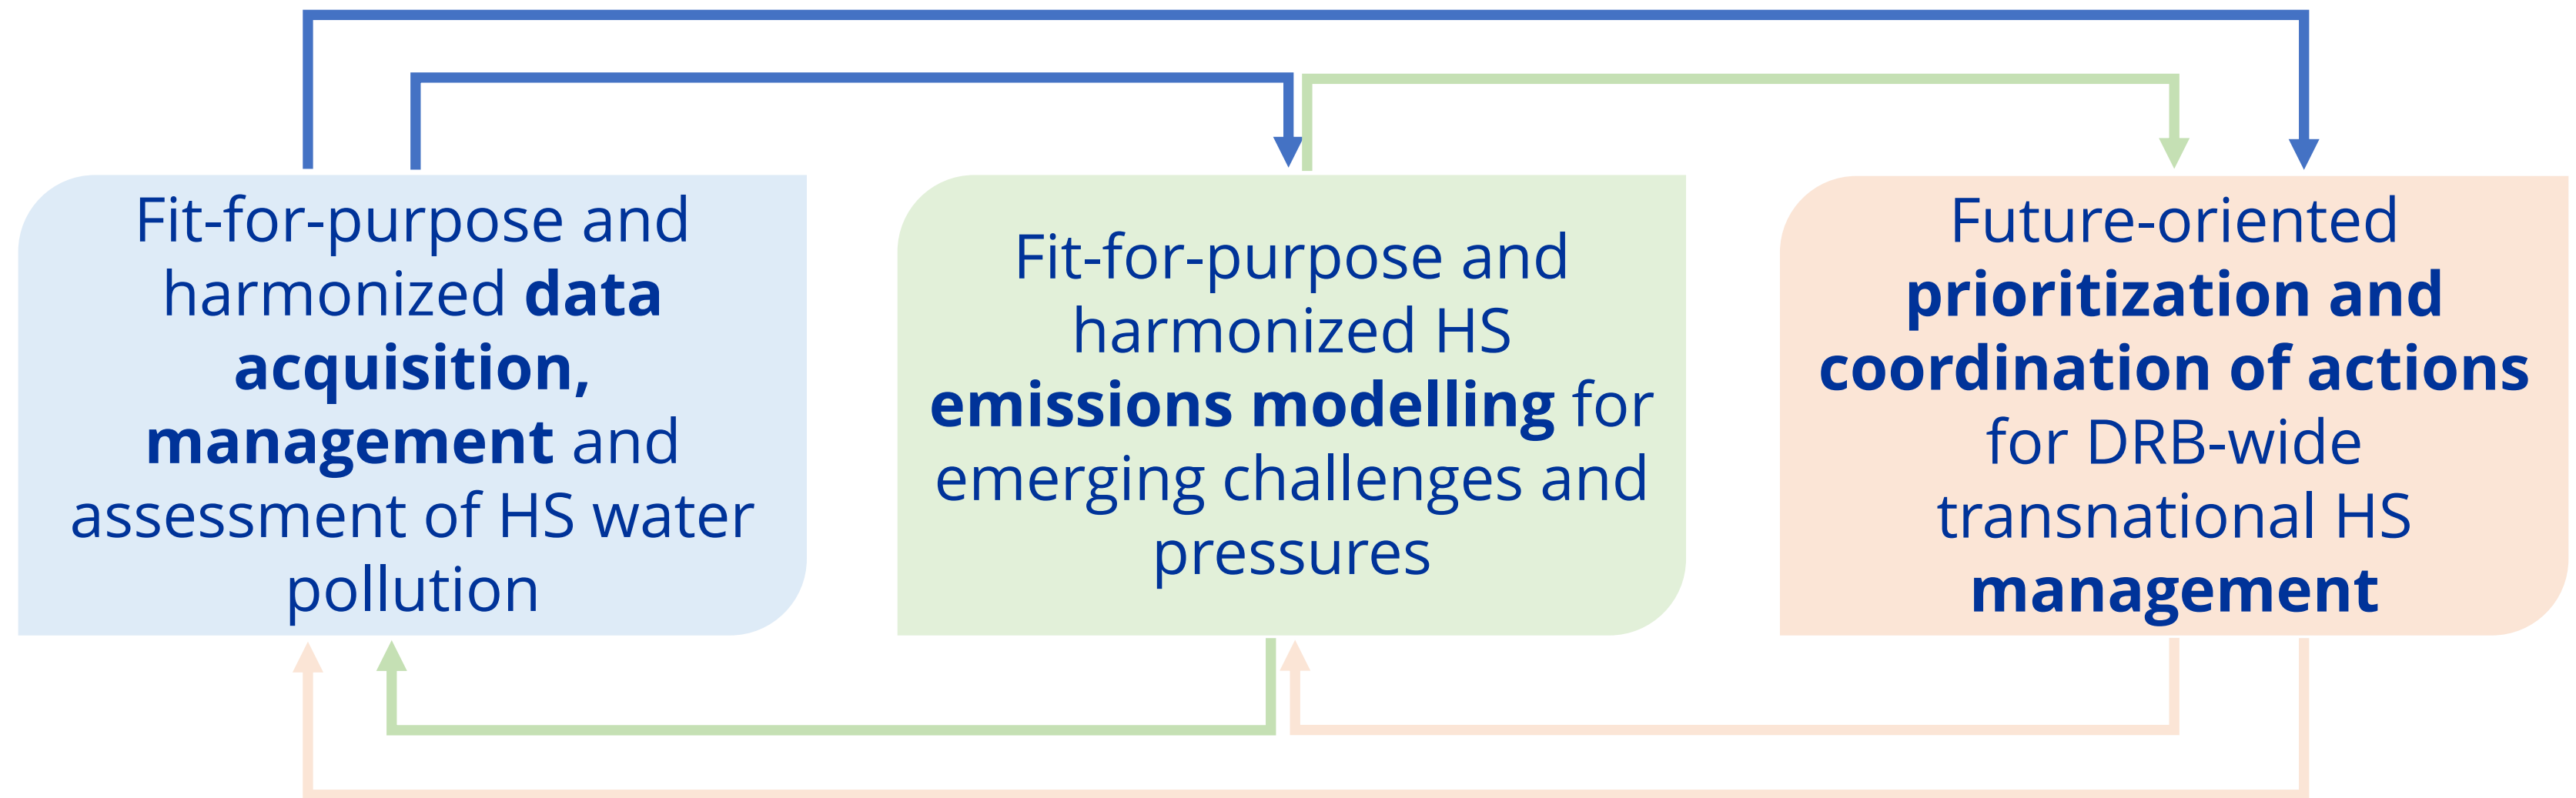 Fit-for-purpose and
harmonized data
acquisition,
management and
assessment of HS water
pollution
Fit-for-purpose and
harmonized HS
emissions modelling for
emerging challenges and
pressures
Future-oriented
prioritization and
coordination of actions
for DRB-wide
transnational HS
management